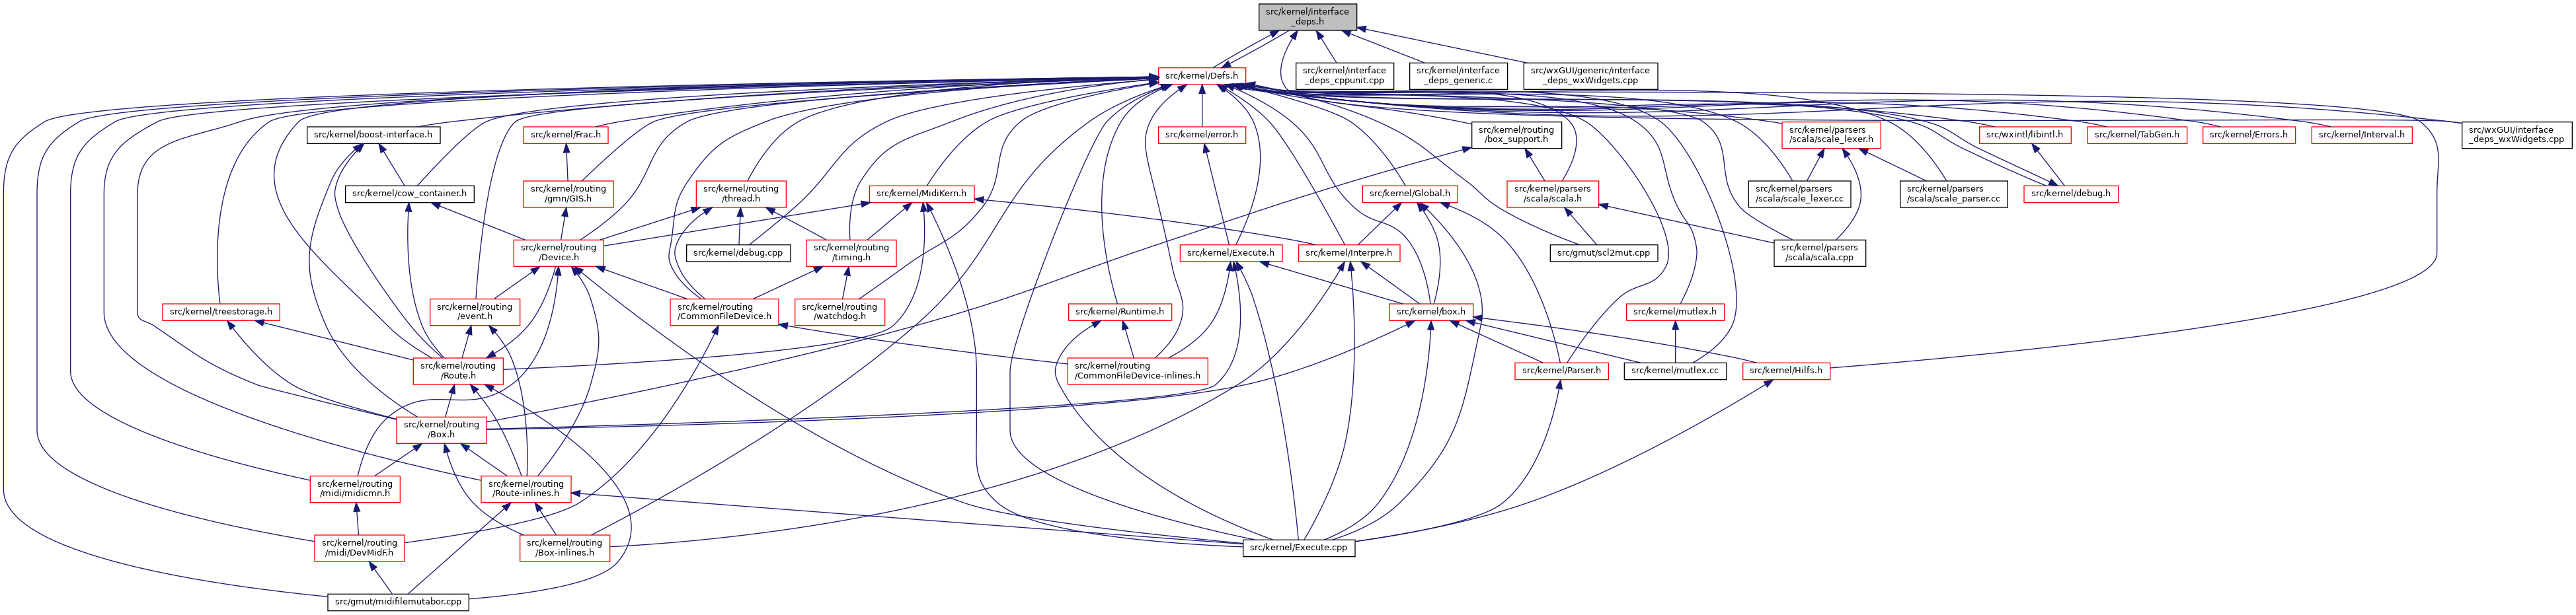 src/kernel/interface
_deps.h
src/kernel/Defs.h
src/kernel/interface
_deps_cppunit.cpp
src/kernel/interface
_deps_generic.c
src/wxGUI/generic/interface
_deps_wxWidgets.cpp
src/kernel/boost-interface.h
src/kernel/Frac.h
src/kernel/error.h
src/kernel/routing
/box_support.h
src/kernel/parsers
scala/scale_lexer.h
src/wxintl/libintl.h
src/kernel/TabGen.h
src/kernel/Errors.h
src/kernel/Interval.h
src/wxGUI/interface
_deps_wxWidgets.cpp
src/kernel/cow_container.h
src/kernel/routing
/gmn/GIS.h
src/kernel/routing
/thread.h
src/kernel/MidiKern.h
src/kernel/Global.h
src/kernel/parsers
/scala/scala.h
src/kernel/parsers
/scala/scale_lexer.cc
src/kernel/parsers
/scala/scale_parser.cc
src/kernel/debug.h
src/kernel/routing
/Device.h
src/kernel/debug.cpp
src/kernel/routing
/timing.h
src/kernel/Execute.h
src/kernel/Interpre.h
src/gmut/scl2mut.cpp
src/kernel/parsers
/scala/scala.cpp
src/kernel/treestorage.h
src/kernel/routing
/event.h
src/kernel/routing
/CommonFileDevice.h
src/kernel/routing
/watchdog.h
src/kernel/Runtime.h
src/kernel/box.h
src/kernel/mutlex.h
src/kernel/routing
/Route.h
src/kernel/routing
/CommonFileDevice-inlines.h
src/kernel/Parser.h
src/kernel/mutlex.cc
src/kernel/Hilfs.h
src/kernel/routing
/Box.h
src/kernel/routing
/midi/midicmn.h
src/kernel/routing
/Route-inlines.h
src/kernel/routing
/midi/DevMidF.h
src/kernel/routing
/Box-inlines.h
src/kernel/Execute.cpp
src/gmut/midifilemutabor.cpp